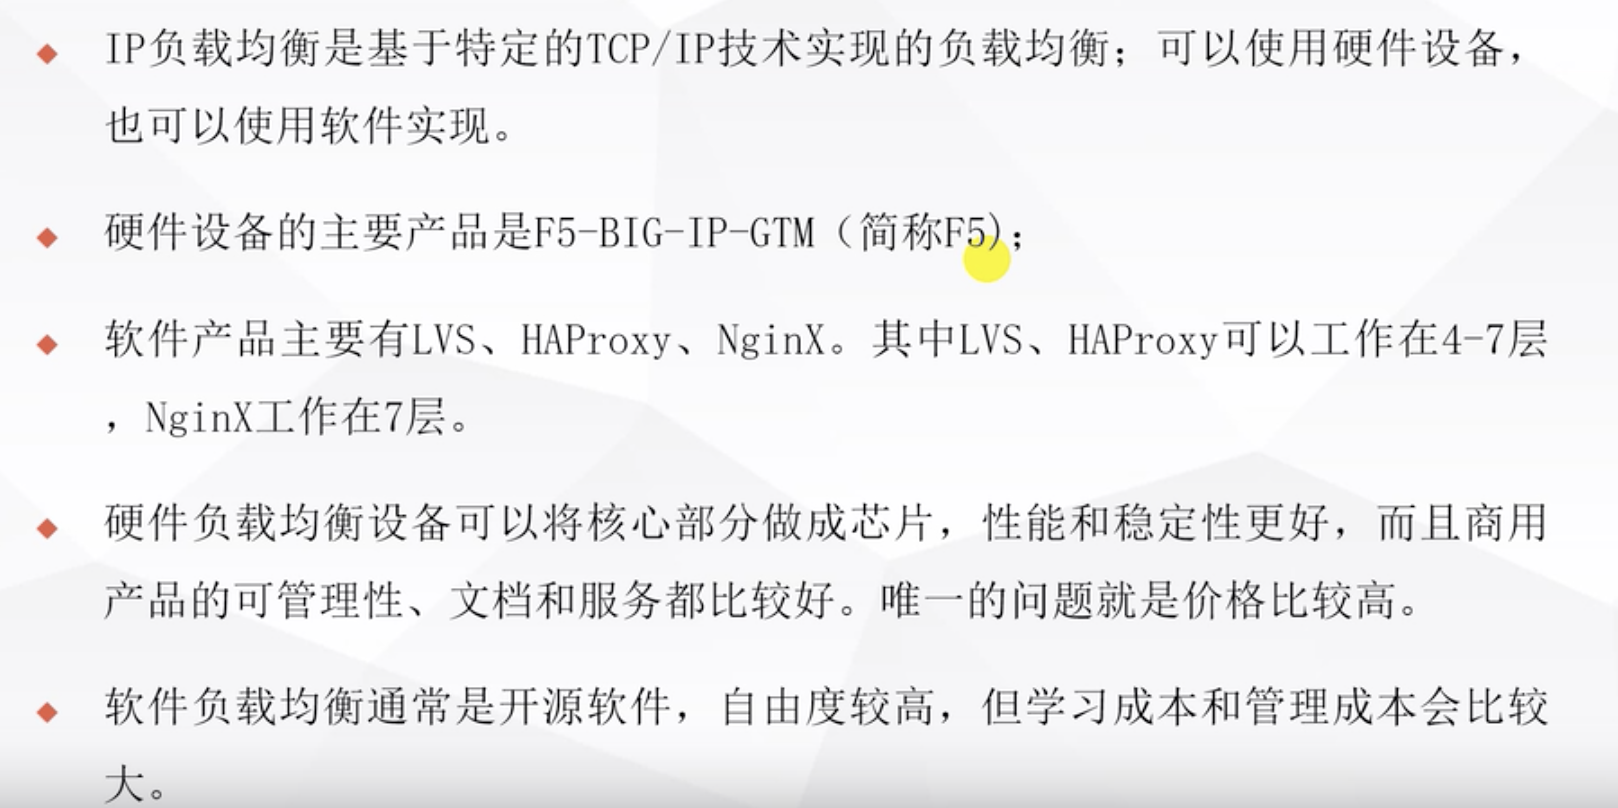 IP负载均衡是基于特定的TCP/IP技术实现的负载均衡；可以使用硬件设备，
也可以使用软件实现。
硬件设备的主要产品是F5-BIG-IP-GTM（简称F5)；
软件产品主要有LVS、HAProxy、NginX。其中LVS、HAProxy可以工作在4-7层
，NginX工作在7层。
硬件负载均衡设备可以将核心部分做成芯片，性能和稳定性更好，而且商用
产品的可管理性、文档和服务都比较好。唯一的问题就是价格比较高。
软件负载均衡通常是开源软件，自由度较高，但学习成本和管理成本会比较
大。